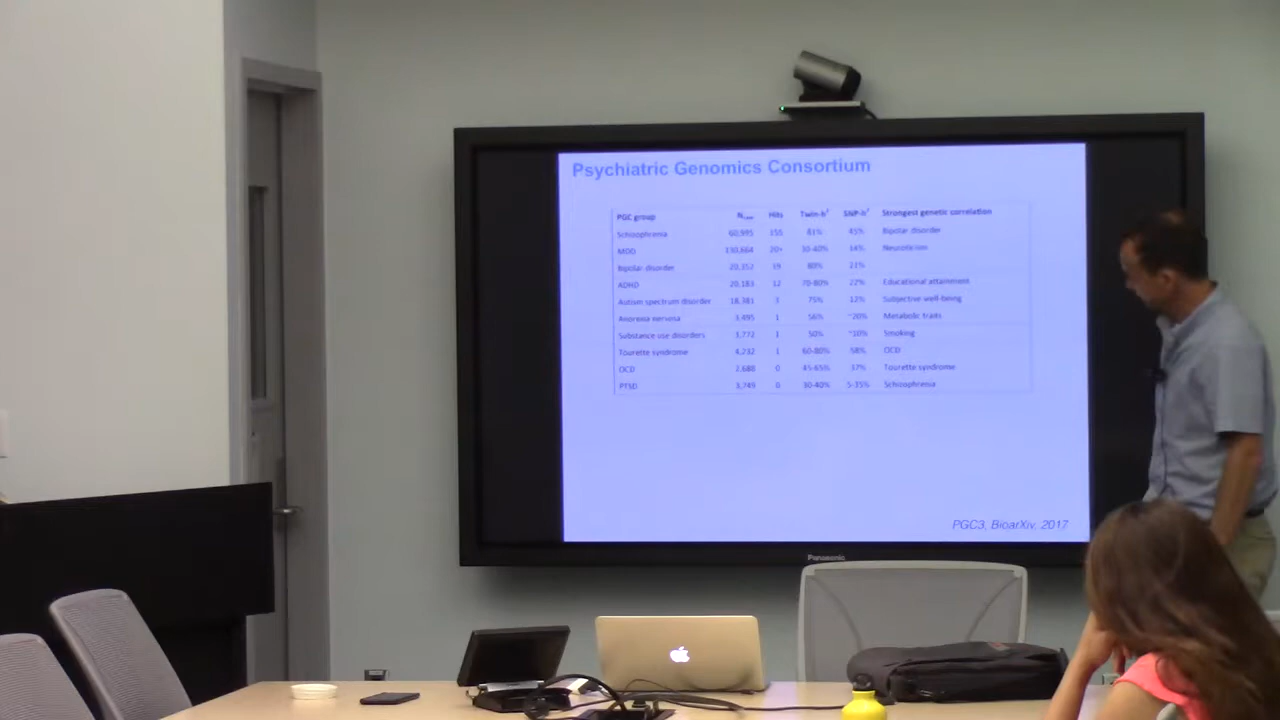 Psychiatric Genomics Consortium
PGC group Ncase Hits Twin-h² SNP-h² Strongest genetic correlation
Schizophrenia 60,995 155 81% 45% Bipolar disorder
MDD 130,664 20+ 30-40% 14% Neuroticism
Bipolar disorder 20,352 19 80% 21%
ADHD 20,183 12 70-80% 22% Educational attainment
Autism spectrum disorder 18,381 3 75% 12% Subjective well-being
Anorexia nervosa 3,495 1 56% ~20% Metabolic traits
Substance use disorders 3,772 1 50% ~10% Smoking
Tourette syndrome 4,232 1 60-80% 58% OCD
OCD 2,688 0 45-65% 37% Tourette syndrome
PTSD 3,749 0 30-40% 5-35% Schizophrenia
PGC3, BioarXiv, 2017
Panasonic